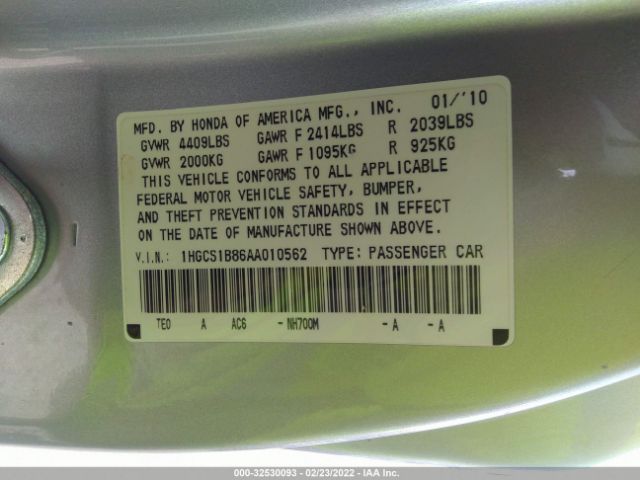 MFD. BY HONDA OF AMERICA MFG., INC. 01/'10
GVWR 4409LBS GAWR F 2414LBS R 2039LBS
GVWR 2000KG GAWR F 1095KG R 925KG
THIS VEHICLE CONFORMS TO ALL APPLICABLE
FEDERAL MOTOR VEHICLE SAFETY, BUMPER,
AND THEFT PREVENTION STANDARDS IN EFFECT
ON THE DATE OF MANUFACTURE SHOWN ABOVE.
V.I.N.: 1HGCS1B86AA010562 TYPE: PASSENGER CAR
TE0 A AC6 - NH700M - A - A
000-32530093 - 02/23/2022 - IAA Inc.